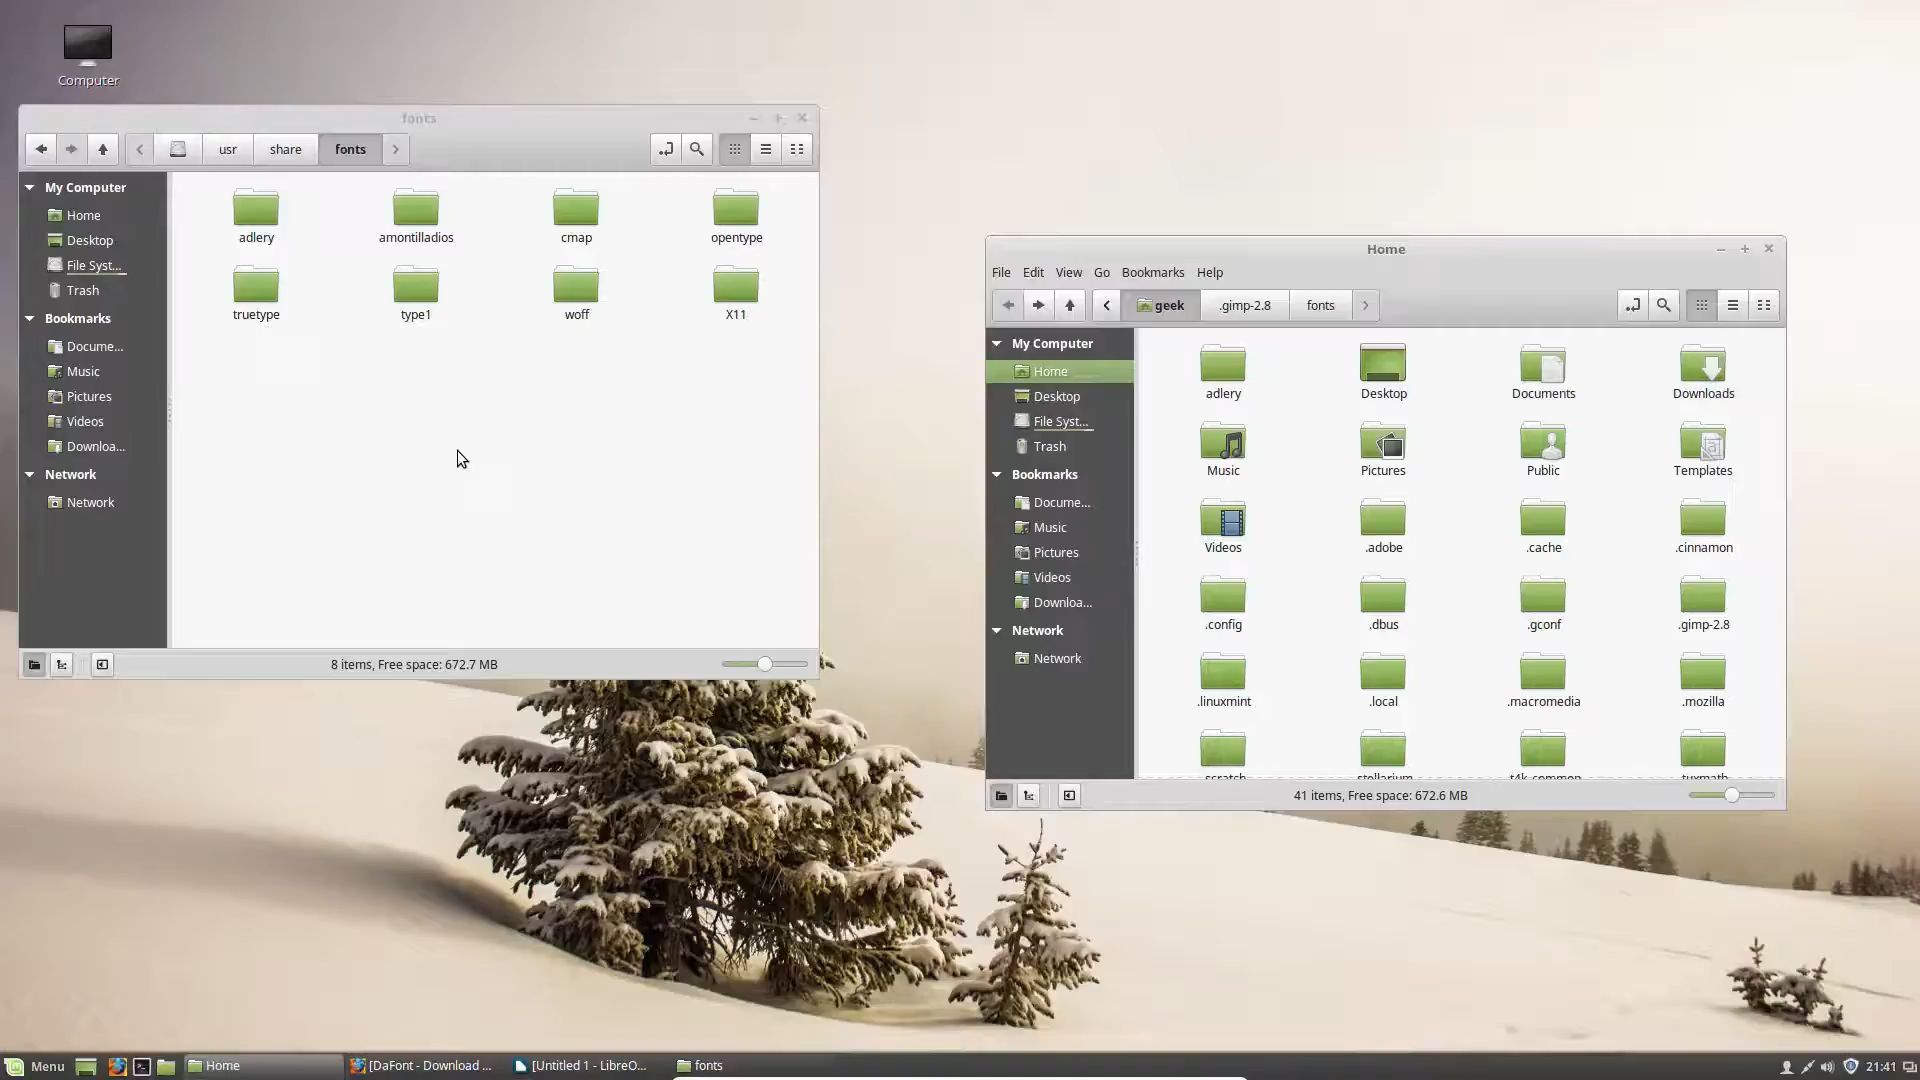 Computer
fonts
usr share fonts
My Computer
Home
Desktop
File Syst...
Trash
Bookmarks
Docume...
Music
Pictures
Videos
Downloa...
Network
Network
adlery amontilladios cmap opentype
truetype type1 woff X11
8 items, Free space: 672.7 MB
Home
File Edit View Go Bookmarks Help
geek .gimp-2.8 fonts
My Computer
Home
Desktop
File Syst...
Trash
Bookmarks
Docume...
Music
Pictures
Videos
Downloa...
Network
Network
adlery Desktop Documents Downloads
Music Pictures Public Templates
Videos .adobe .cache .cinnamon
.config .dbus .gconf .gimp-2.8
.linuxmint .local .macromedia .mozilla
41 items, Free space: 672.6 MB
Menu Home [DaFont - Download ... [Untitled 1 - LibreO... fonts 21:41